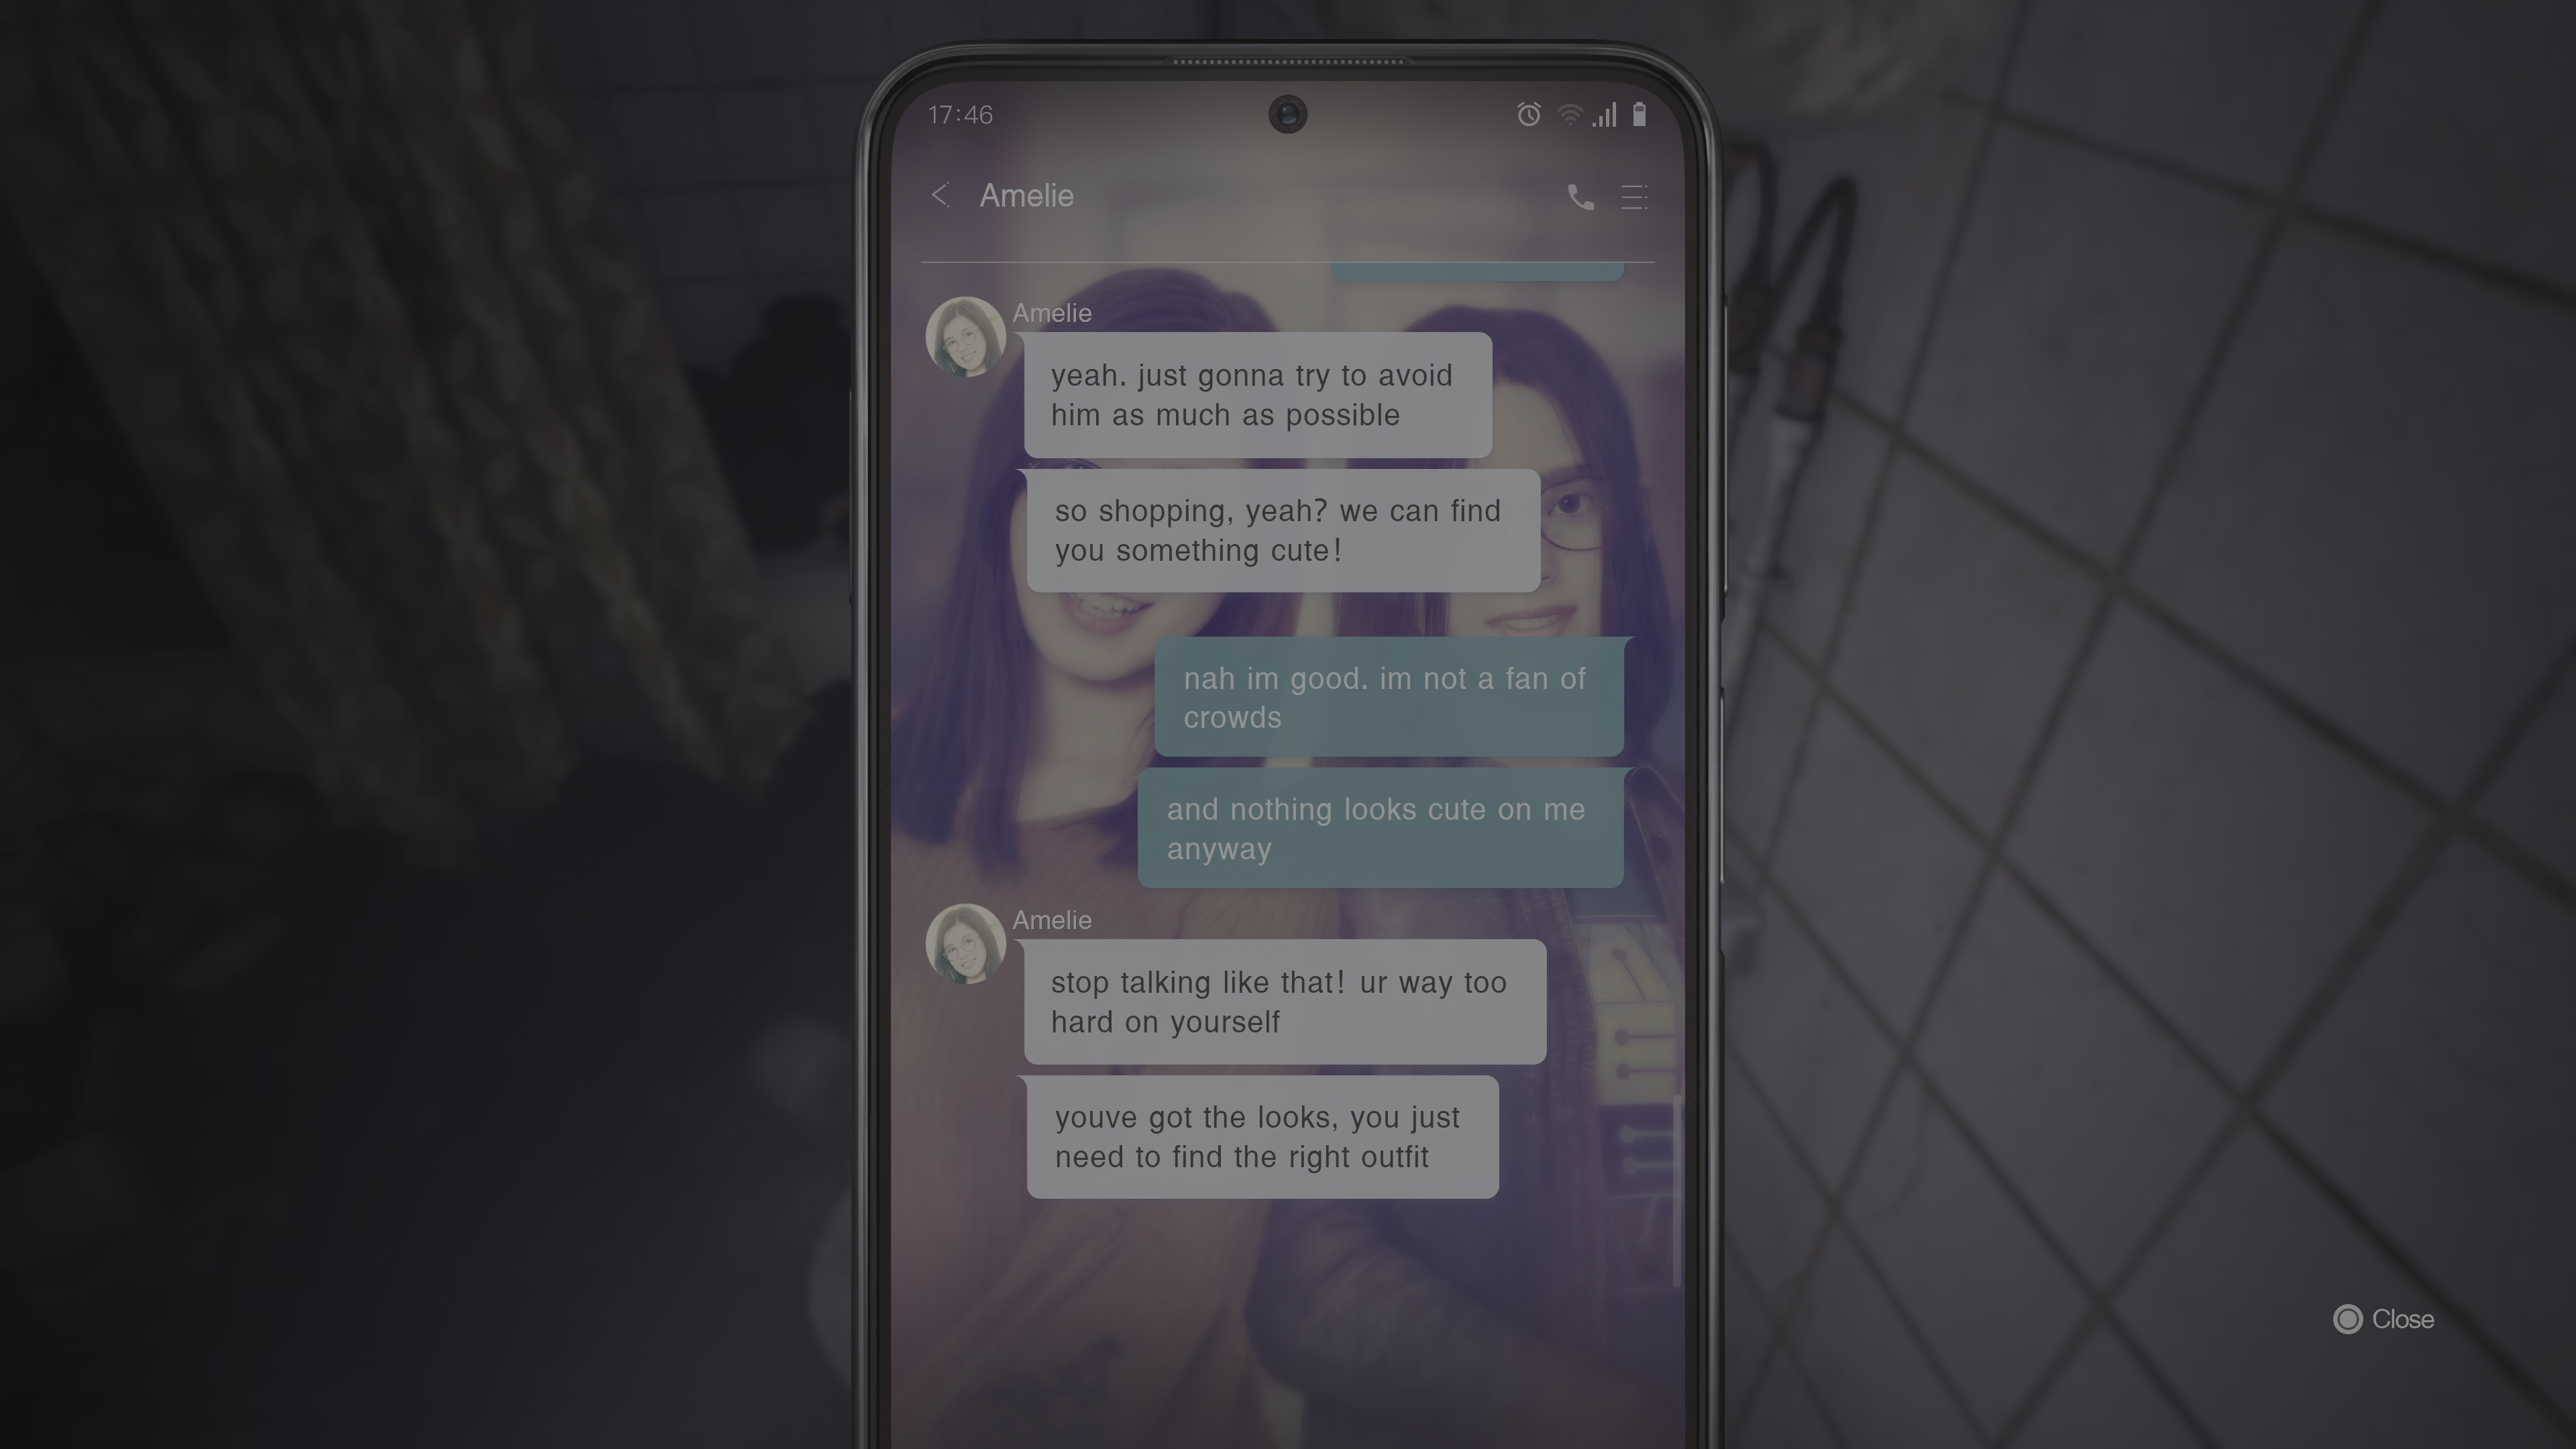 17:46
Amelie
Amelie
yeah. just gonna try to avoid
him as much as possible
so shopping, yeah? we can find
you something cute!
nah im good. im not a fan of
crowds
and nothing looks cute on me
anyway
Amelie
stop talking like that! ur way too
hard on yourself
youve got the looks, you just
need to find the right outfit
Close